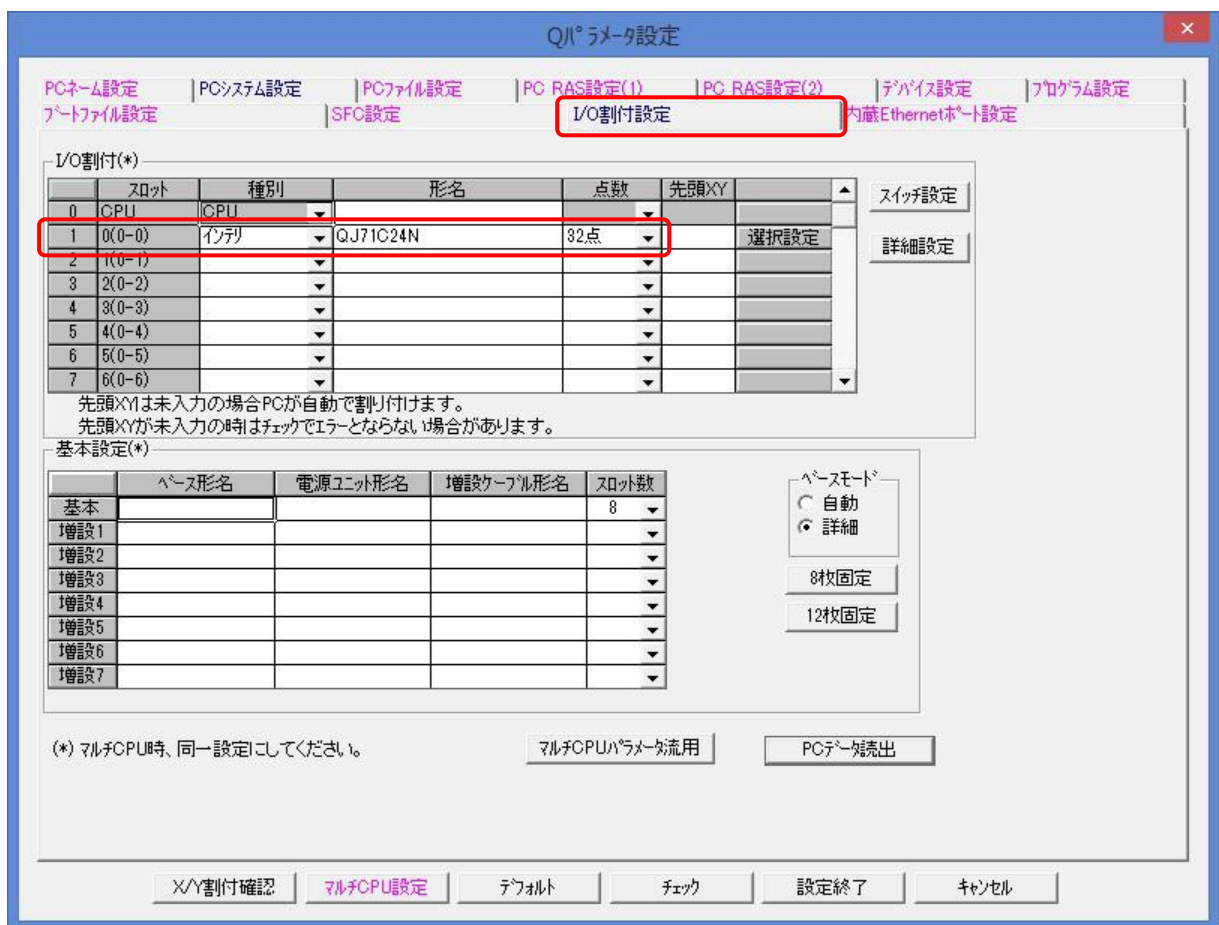 Qﾊﾟﾗﾒｰﾀ設定
PCﾈｰﾑ設定 PCｼｽﾃﾑ設定 PCﾌｧｲﾙ設定 PC RAS設定(1) PC RAS設定(2) ﾃﾞﾊﾞｲｽ設定 ﾌﾟﾛｸﾞﾗﾑ設定
ﾌﾞｰﾄﾌｧｲﾙ設定 SFC設定 I/O割付設定 内蔵Ethernetﾎﾟｰﾄ設定
I/O割付(*)
ｽﾛｯﾄ 種別 形名 点数 先頭XY
ｽｲｯﾁ設定
0 CPU CPU
1 0(0-0) ｲﾝﾃﾘ QJ71C24N 32点 選択設定
詳細設定
2 1(0-1)
3 2(0-2)
4 3(0-3)
5 4(0-4)
6 5(0-5)
7 6(0-6)
先頭XYは未入力の場合PCが自動で割り付けます。
先頭XYが未入力の時はﾁｪｯｸでｴﾗｰとならない場合があります。
基本設定(*)
ﾍﾞｰｽ形名 電源ﾕﾆｯﾄ形名 増設ｹｰﾌﾞﾙ形名 ｽﾛｯﾄ数
基本 8
増設1
増設2
増設3
増設4
増設5
増設6
増設7
ﾍﾞｰｽﾓｰﾄﾞ
自動
詳細
8枚固定
12枚固定
(*) ﾏﾙﾁCPU時、同一設定にしてください。
ﾏﾙﾁCPUﾊﾟﾗﾒｰﾀ流用 PCﾃﾞｰﾀ読出
X/Y割付確認 ﾏﾙﾁCPU設定 ﾃﾞﾌｫﾙﾄ ﾁｪｯｸ 設定終了 ｷｬﾝｾﾙ